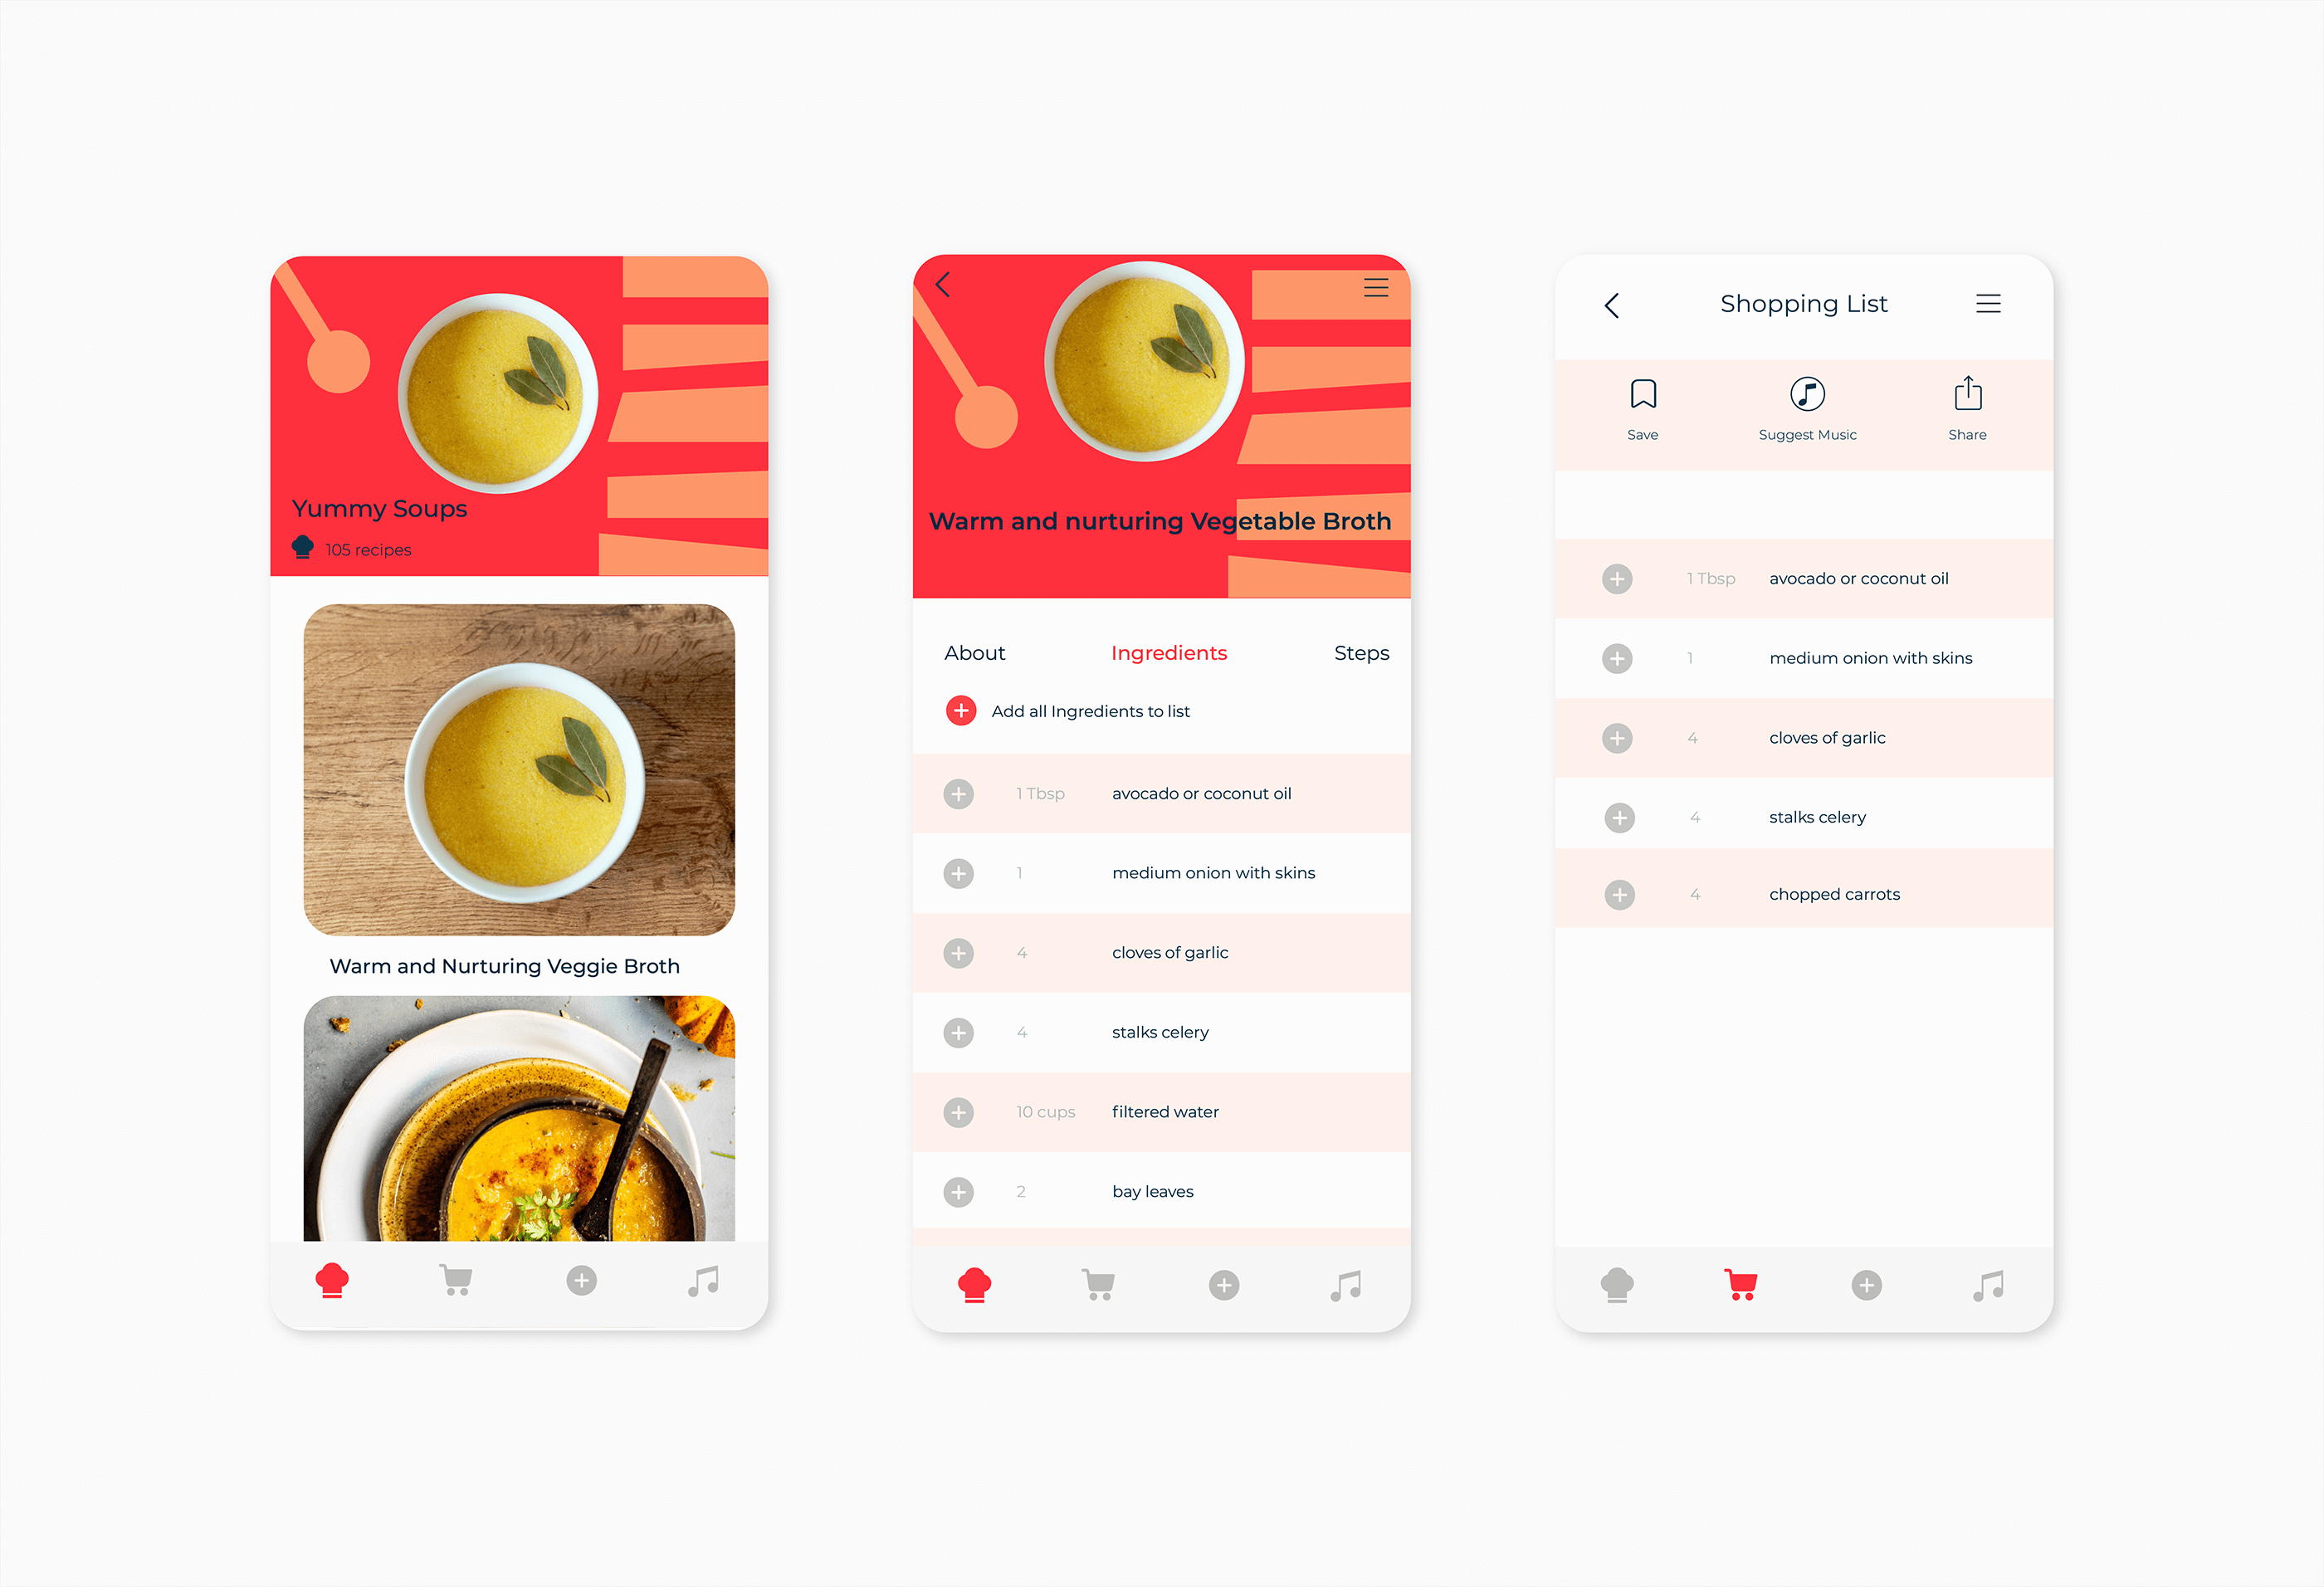 Yummy Soups
105 recipes
Warm and Nurturing Veggie Broth
Warm and nurturing Vegetable Broth
About Ingredients Steps
Add all Ingredients to list
1 Tbsp avocado or coconut oil
1 medium onion with skins
4 cloves of garlic
4 stalks celery
10 cups filtered water
2 bay leaves
Shopping List
Save Suggest Music Share
1 Tbsp avocado or coconut oil
1 medium onion with skins
4 cloves of garlic
4 stalks celery
4 chopped carrots